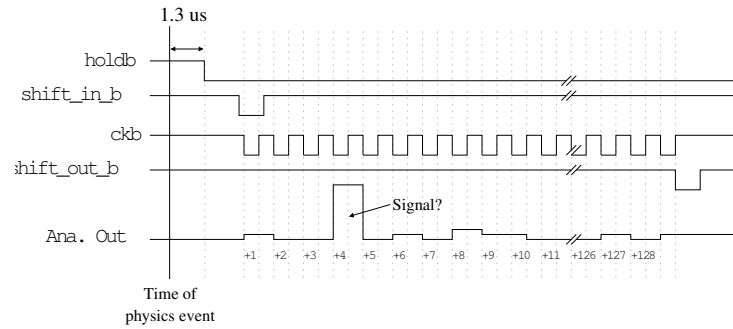 1.3 us
holdb
shift_in_b
ckb
shift_out_b
Signal?
Ana. Out
+1 +2 +3 +4 +5 +6 +7 +8 +9 +10 +11 +126 +127 +128
Time of
physics event